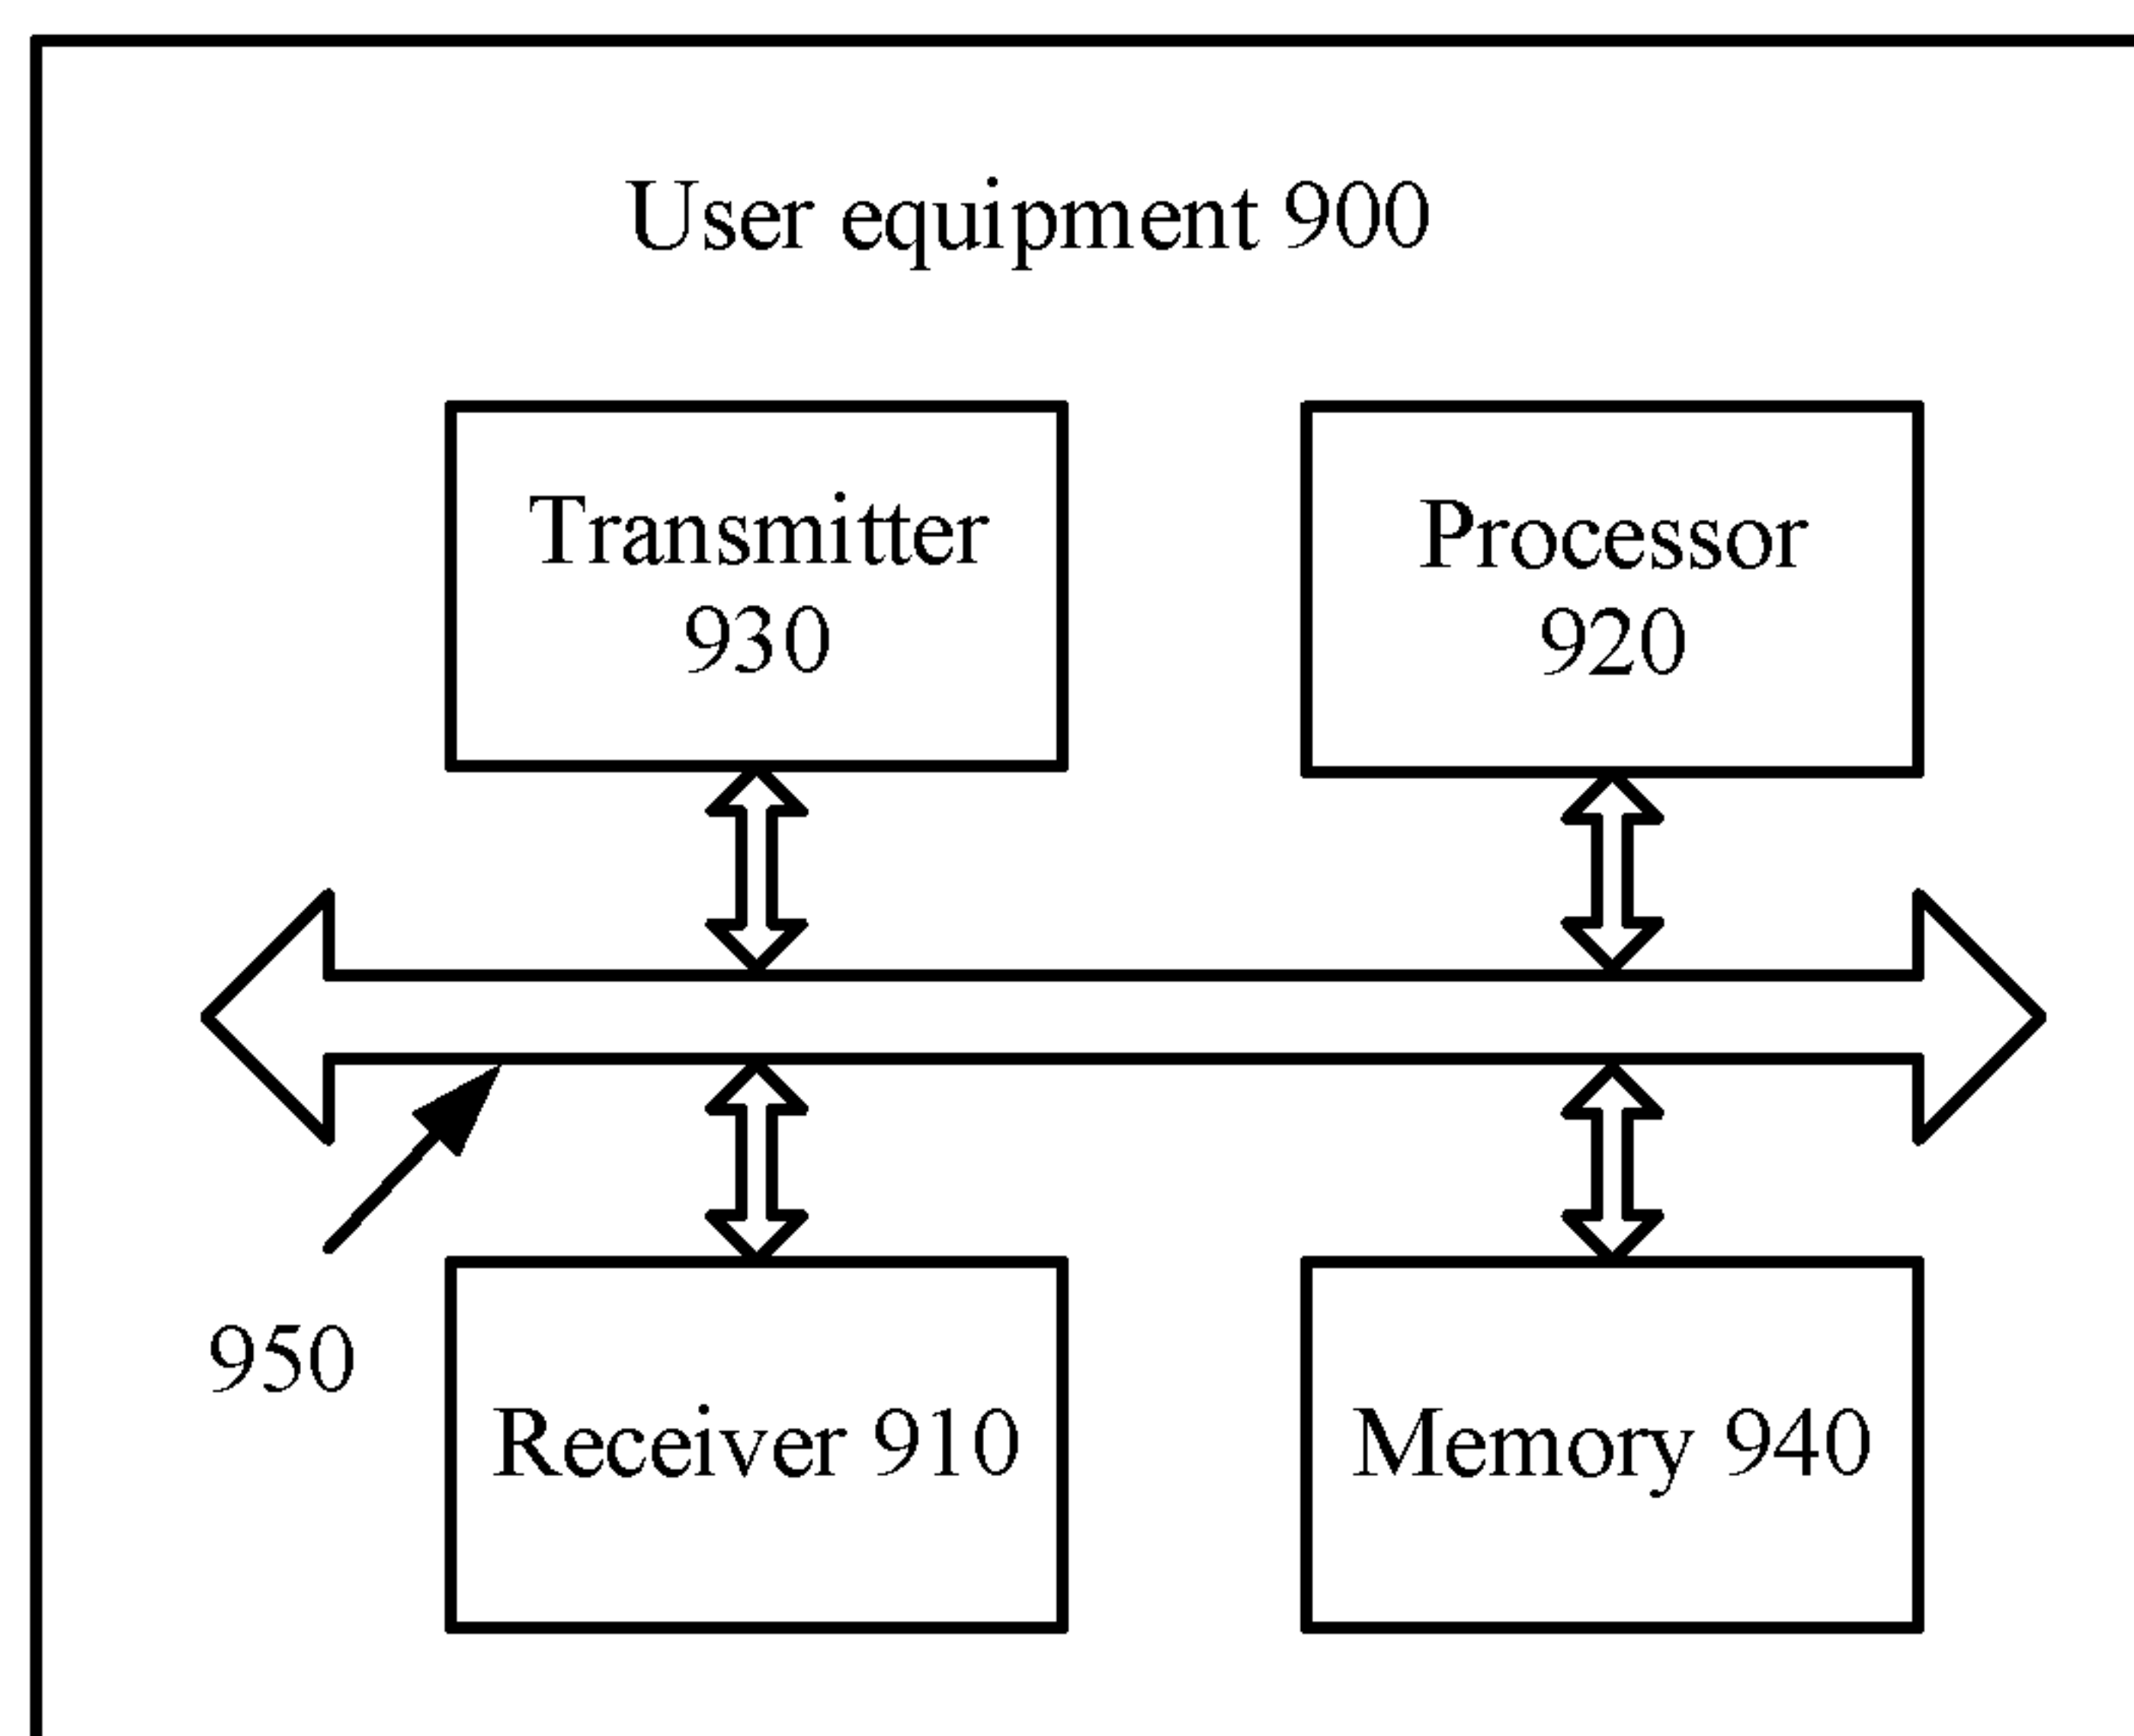 User equipment 900
Transmitter
930
Processor
920
950
Receiver 910
Memory 940